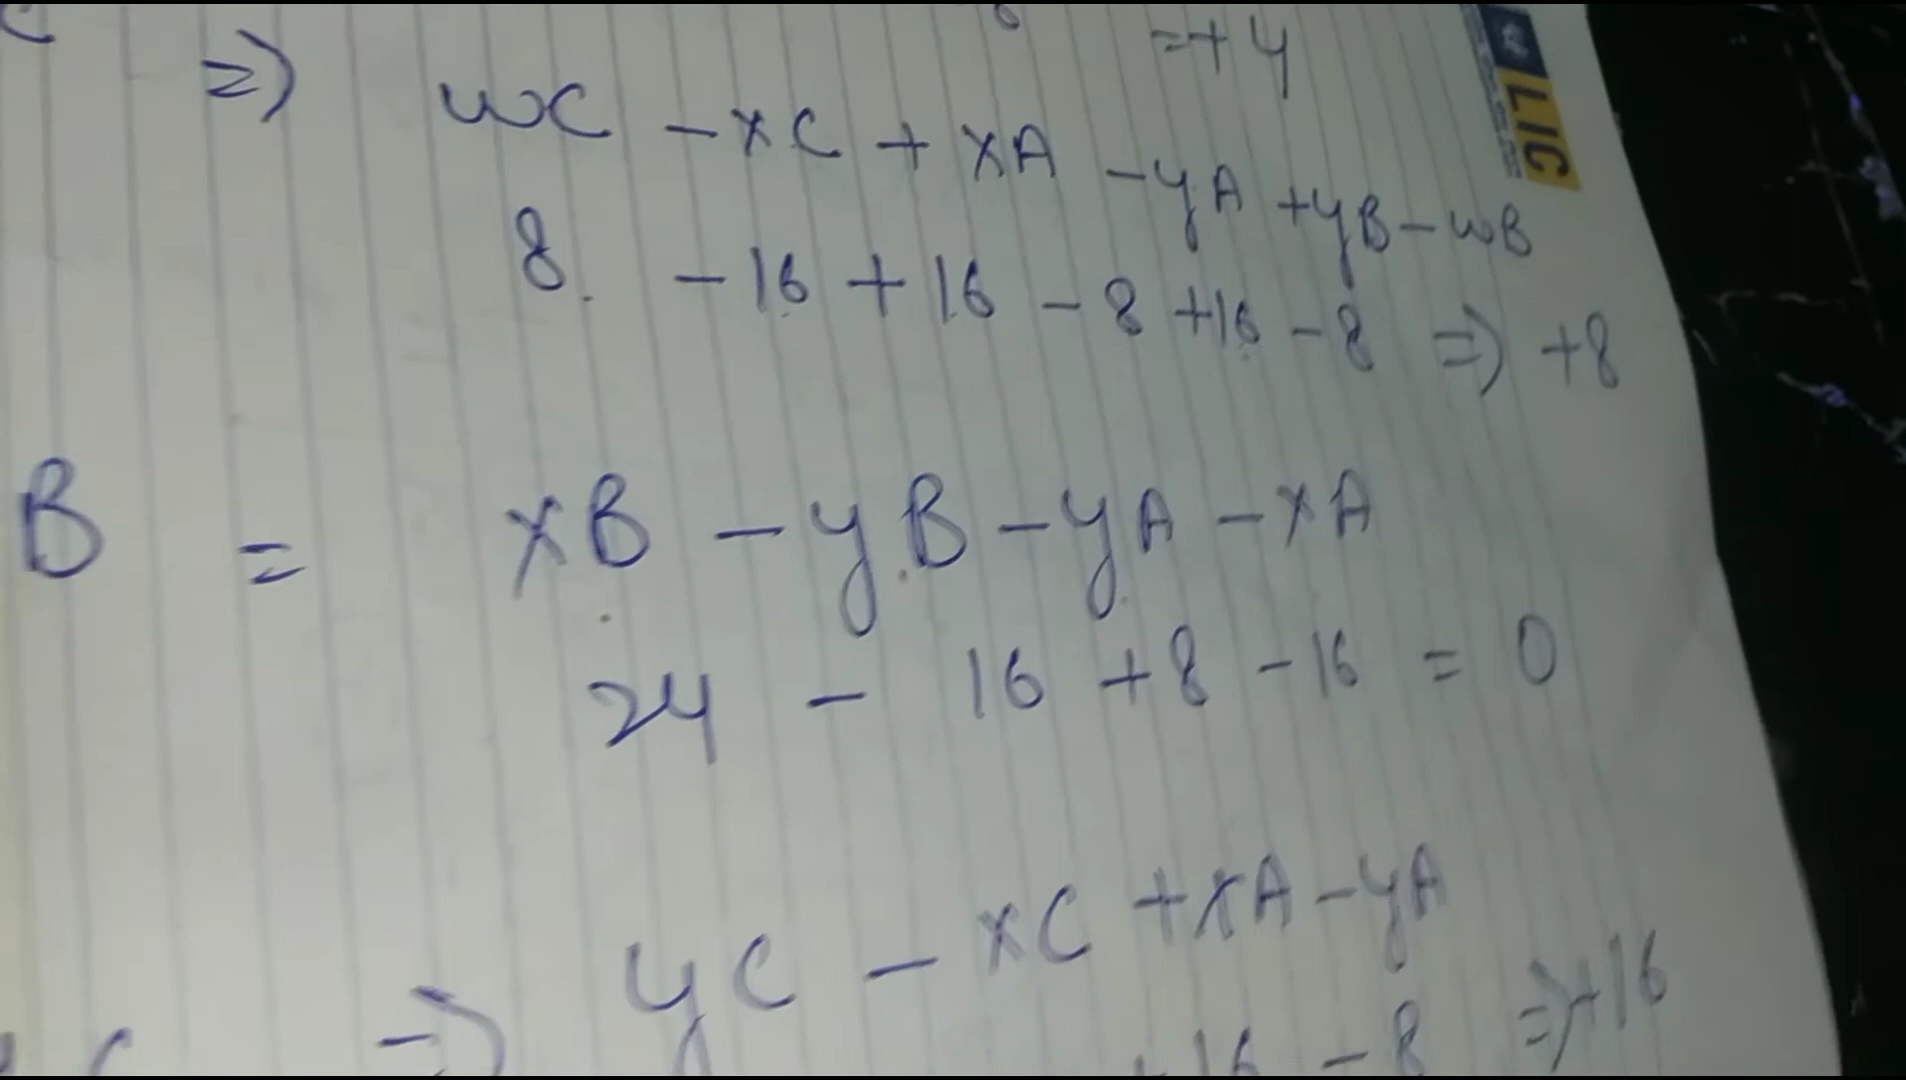 = + 4
⇒ wC - xC + xA - yA + yB - wB
8 - 16 + 16 - 8 + 16 - 8 ⇒ +8
LIC
B = xB - yB - yA - xA
24 - 16 + 8 - 16 = 0
yC - xC + xA - yA
⇒ 16 - 8 ⇒ +16